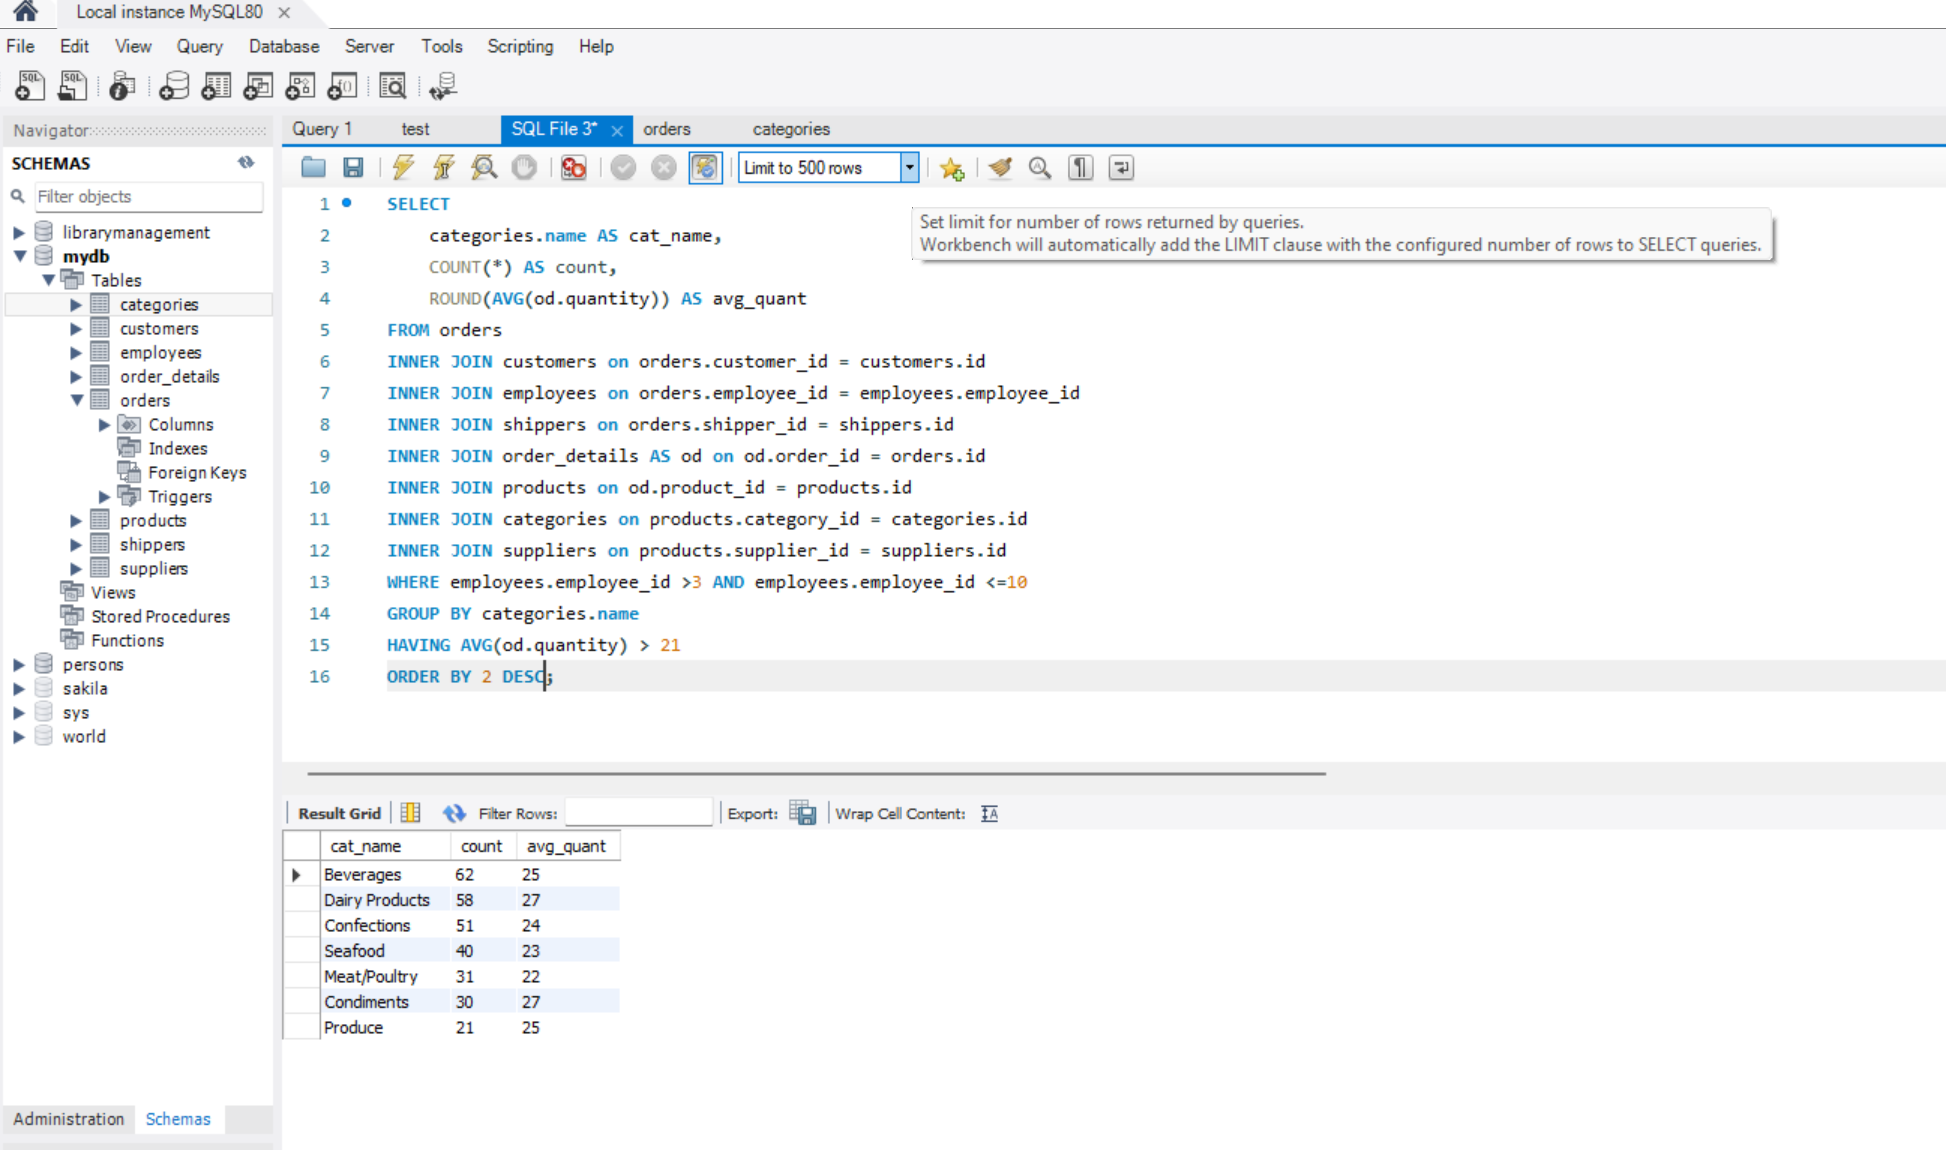 Local instance MySQL80
File Edit View Query Database Server Tools Scripting Help
SQL SQL
Navigator
SCHEMAS
Filter objects
librarymanagement
mydb
Tables
categories
customers
employees
order_details
orders
Columns
Indexes
Foreign Keys
Triggers
products
shippers
suppliers
Views
Stored Procedures
Functions
persons
sakila
sys
world
Administration Schemas
Query 1 test SQL File 3* orders categories
Limit to 500 rows
Set limit for number of rows returned by queries.
Workbench will automatically add the LIMIT clause with the configured number of rows to SELECT queries.
1 SELECT
2 categories.name AS cat_name,
3 COUNT(*) AS count,
4 ROUND(AVG(od.quantity)) AS avg_quant
5 FROM orders
6 INNER JOIN customers on orders.customer_id = customers.id
7 INNER JOIN employees on orders.employee_id = employees.employee_id
8 INNER JOIN shippers on orders.shipper_id = shippers.id
9 INNER JOIN order_details AS od on od.order_id = orders.id
10 INNER JOIN products on od.product_id = products.id
11 INNER JOIN categories on products.category_id = categories.id
12 INNER JOIN suppliers on products.supplier_id = suppliers.id
13 WHERE employees.employee_id >3 AND employees.employee_id <=10
14 GROUP BY categories.name
15 HAVING AVG(od.quantity) > 21
16 ORDER BY 2 DESC;
Result Grid Filter Rows: Export: Wrap Cell Content:
cat_name count avg_quant
Beverages 62 25
Dairy Products 58 27
Confections 51 24
Seafood 40 23
Meat/Poultry 31 22
Condiments 30 27
Produce 21 25